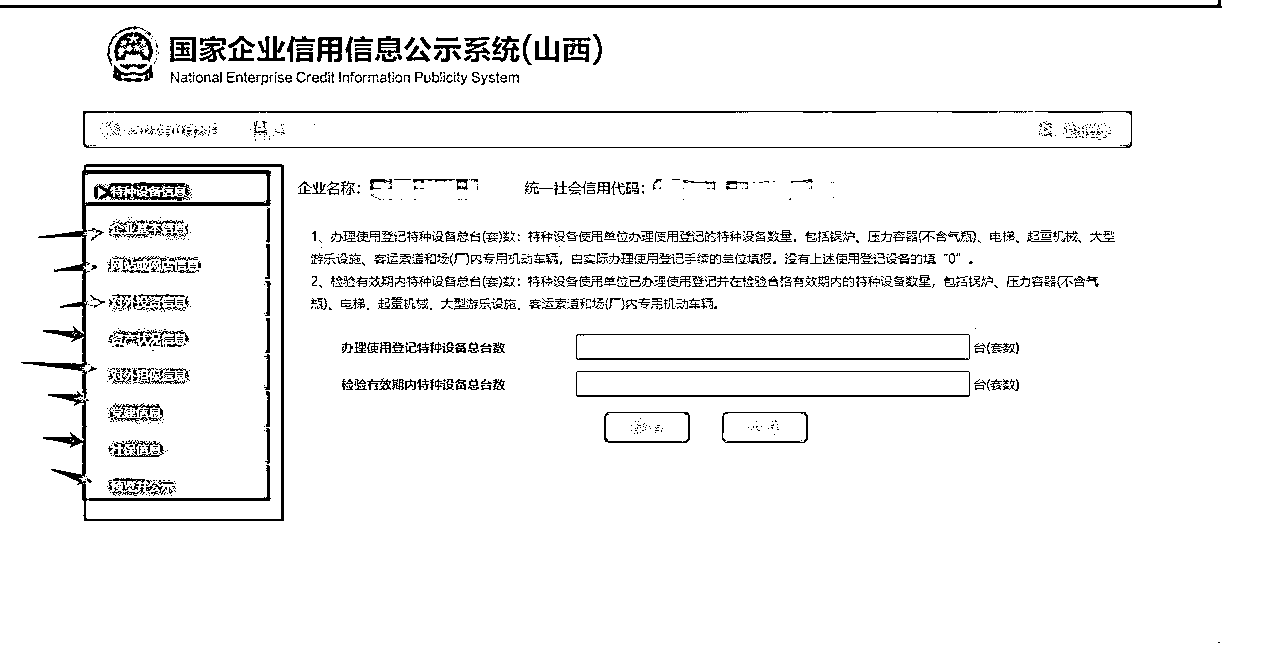 国家企业信用信息公示系统(山西)
National Enterprise Credit Information Publicity System
特种设备信息
企业名称： 统一社会信用代码：
企业基本信息
网站或网店信息
对外投资信息
资产状况信息
对外担保信息
党建信息
社保信息
预览并公示
1、办理使用登记特种设备总台(套)数：特种设备使用单位办理使用登记的特种设备数量，包括锅炉、压力容器(不含气瓶)、电梯、起重机械、大型
游乐设施、客运索道和场(厂)内专用机动车辆，由实际办理使用登记手续的单位填报。没有上述使用登记设备的填“0”。
2、检验有效期内特种设备总台(套)数：特种设备使用单位已办理使用登记并在检验合格有效期内的特种设备数量，包括锅炉、压力容器(不含气
瓶)、电梯、起重机械、大型游乐设施、客运索道和场(厂)内专用机动车辆。
办理使用登记特种设备总台数 台(套数)
检验有效期内特种设备总台数 台(套数)